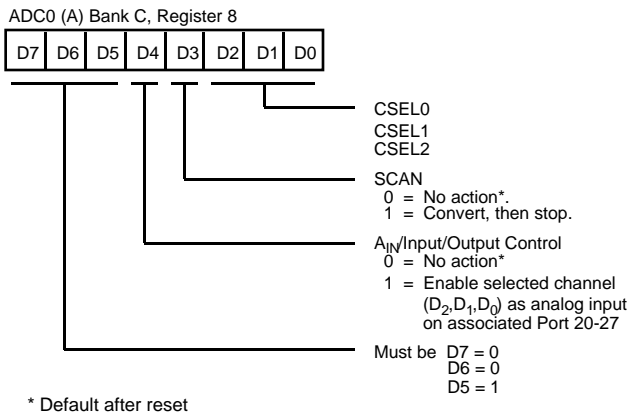 ADC0 (A) Bank C, Register 8
D7 D6 D5 D4 D3 D2 D1 D0
CSEL0
CSEL1
CSEL2
SCAN
0 = No action*.
1 = Convert, then stop.
AIN/Input/Output Control
0 = No action*
1 = Enable selected channel
(D2,D1,D0) as analog input
on associated Port 20-27
Must be D7 = 0
D6 = 0
D5 = 1
* Default after reset